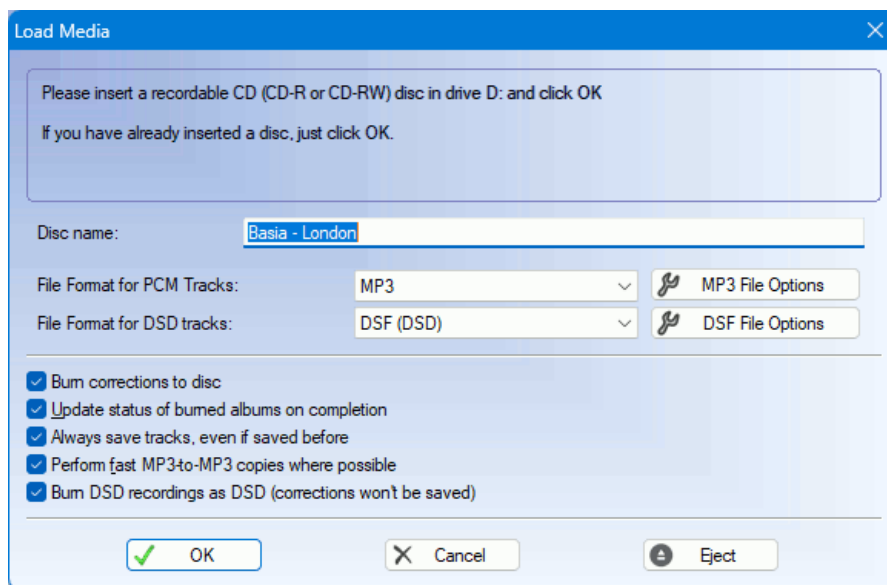 Load Media
Please insert a recordable CD (CD-R or CD-RW) disc in drive D: and click OK
If you have already inserted a disc, just click OK.
Disc name:
Basia - London
File Format for PCM Tracks:
MP3
MP3 File Options
File Format for DSD tracks:
DSF (DSD)
DSF File Options
Burn corrections to disc
Update status of burned albums on completion
Always save tracks, even if saved before
Perform fast MP3-to-MP3 copies where possible
Burn DSD recordings as DSD (corrections won't be saved)
OK
Cancel
Eject